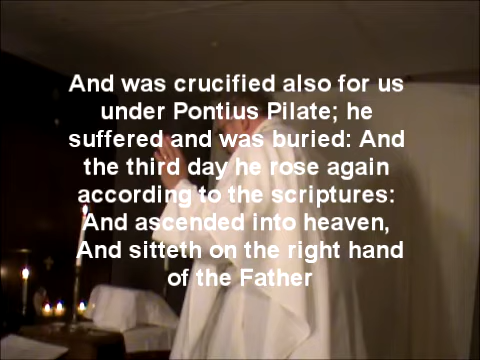 And was crucified also for us
under Pontius Pilate; he
suffered and was buried: And
the third day he rose again
according to the scriptures:
And ascended into heaven,
And sitteth on the right hand
of the Father